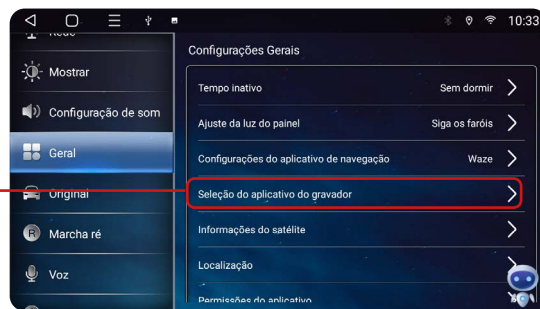 10:33
Rede
Mostrar
Configuração de som
Geral
Original
R Marcha ré
Voz
Configurações Gerais
Tempo inativo Sem dormir
Ajuste da luz do painel Siga os faróis
Configurações do aplicativo de navegação Waze
Seleção do aplicativo do gravador
Informações do satélite
Localização
Permissões do aplicativo